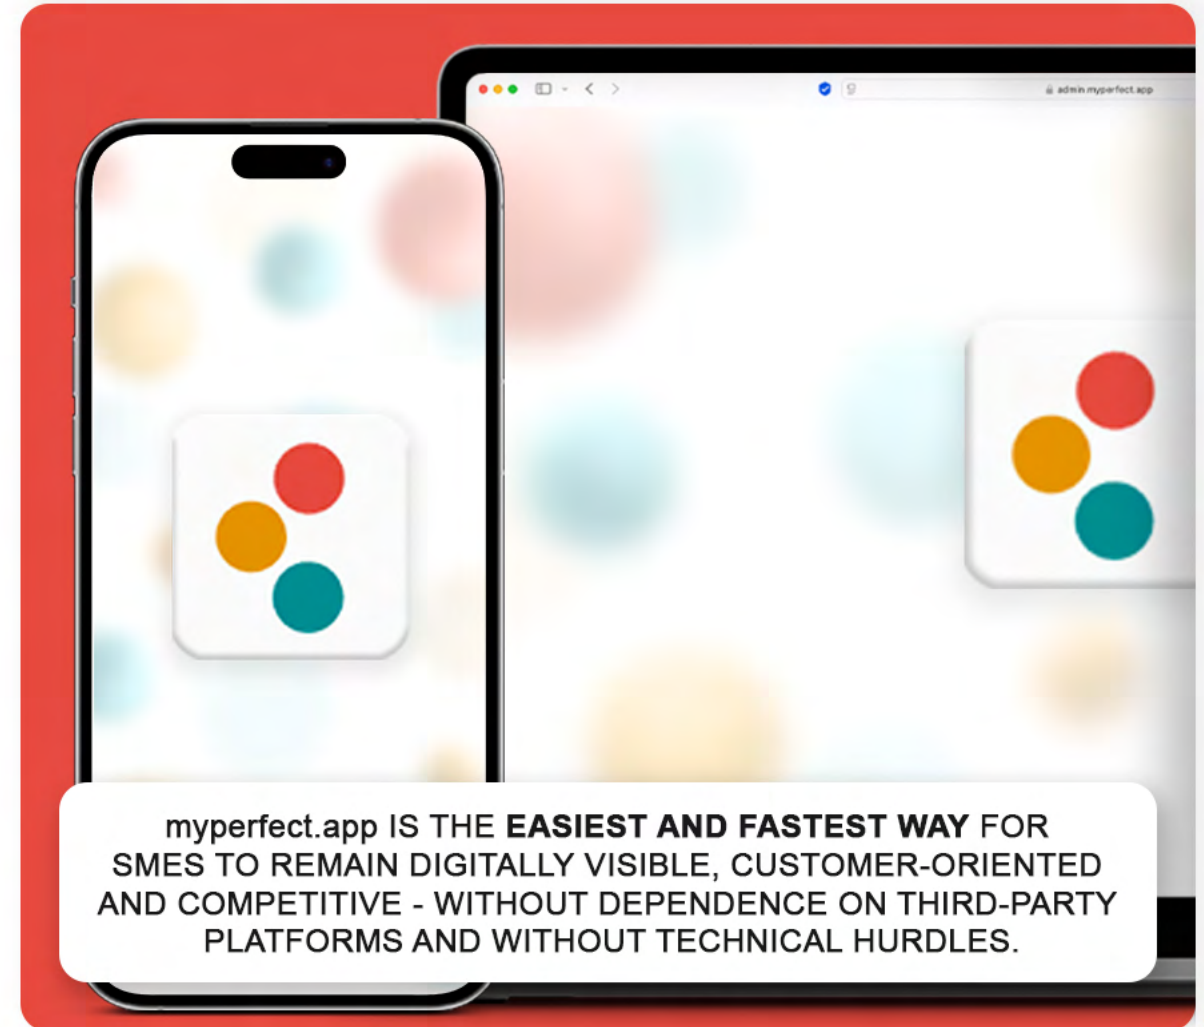 admin.myperfect.app
myperfect.app IS THE EASIEST AND FASTEST WAY FOR
SMES TO REMAIN DIGITALLY VISIBLE, CUSTOMER-ORIENTED
AND COMPETITIVE - WITHOUT DEPENDENCE ON THIRD-PARTY
PLATFORMS AND WITHOUT TECHNICAL HURDLES.